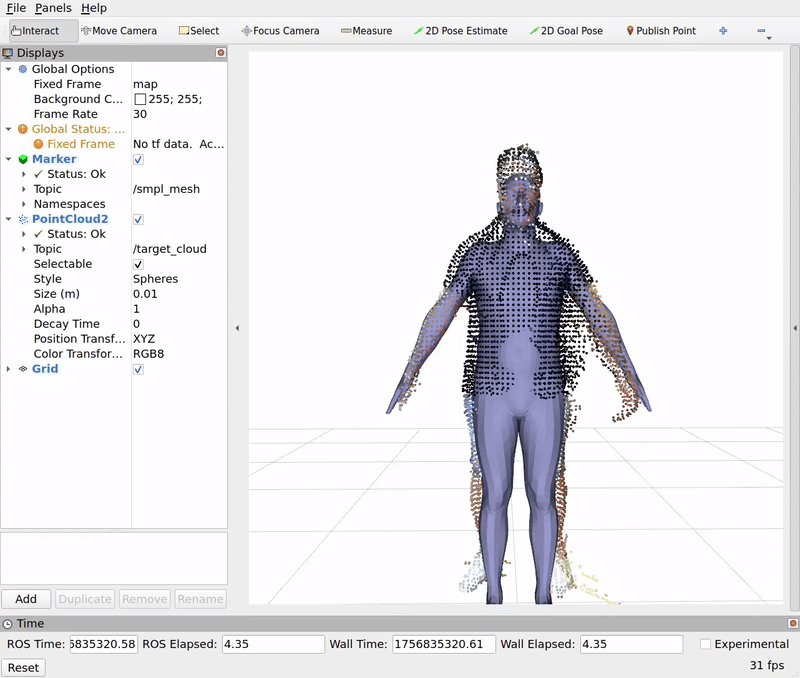 File Panels Help
Interact Move Camera Select Focus Camera Measure 2D Pose Estimate 2D Goal Pose Publish Point
Displays
Global Options
Fixed Frame map
Background C... 255; 255;
Frame Rate 30
Global Status: ...
Fixed Frame No tf data. Ac...
Marker
Status: Ok
Topic /smpl_mesh
Namespaces
PointCloud2
Status: Ok
Topic /target_cloud
Selectable
Style Spheres
Size (m) 0.01
Alpha 1
Decay Time 0
Position Transf... XYZ
Color Transfor... RGB8
Grid
Add Duplicate Remove Rename
Time
ROS Time: 5835320.58 ROS Elapsed: 4.35 Wall Time: 1756835320.61 Wall Elapsed: 4.35 Experimental
Reset 31 fps